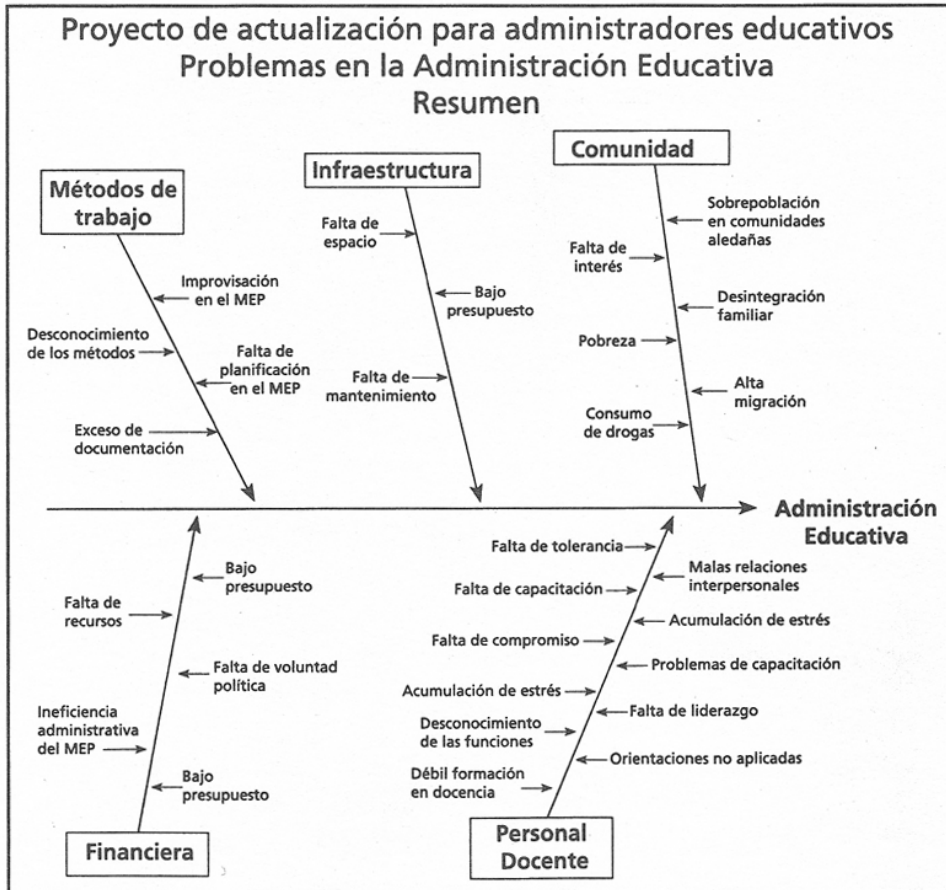 Proyecto de actualización para administradores educativos
Problemas en la Administración Educativa
Resumen
Métodos de
trabajo
Infraestructura
Comunidad
Improvisación
en el MEP
Desconocimiento
de los métodos
Falta de
planificación
en el MEP
Exceso de
documentación
Falta de
espacio
Bajo
presupuesto
Falta de
mantenimiento
Sobrepoblación
en comunidades
aledañas
Falta de
interés
Desintegración
familiar
Pobreza
Alta
migración
Consumo
de drogas
Administración
Educativa
Bajo
presupuesto
Falta de
recursos
Falta de voluntad
política
Ineficiencia
administrativa
del MEP
Bajo
presupuesto
Financiera
Falta de tolerancia
Malas relaciones
interpersonales
Falta de capacitación
Acumulación de estrés
Falta de compromiso
Problemas de capacitación
Acumulación de estrés
Falta de liderazgo
Desconocimiento
de las funciones
Orientaciones no aplicadas
Débil formación
en docencia
Personal
Docente